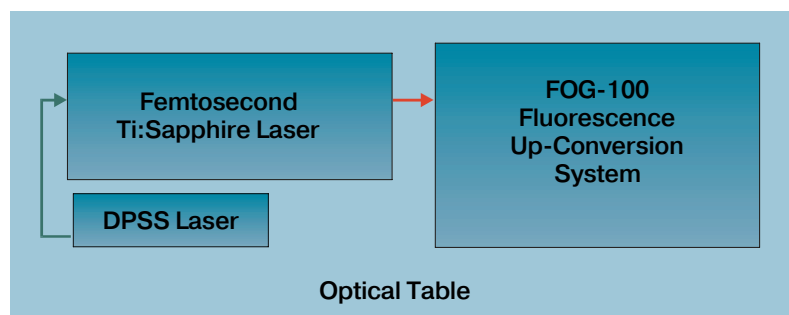 Femtosecond
Ti:Sapphire Laser
FOG-100
Fluorescence
Up-Conversion
System
DPSS Laser
Optical Table